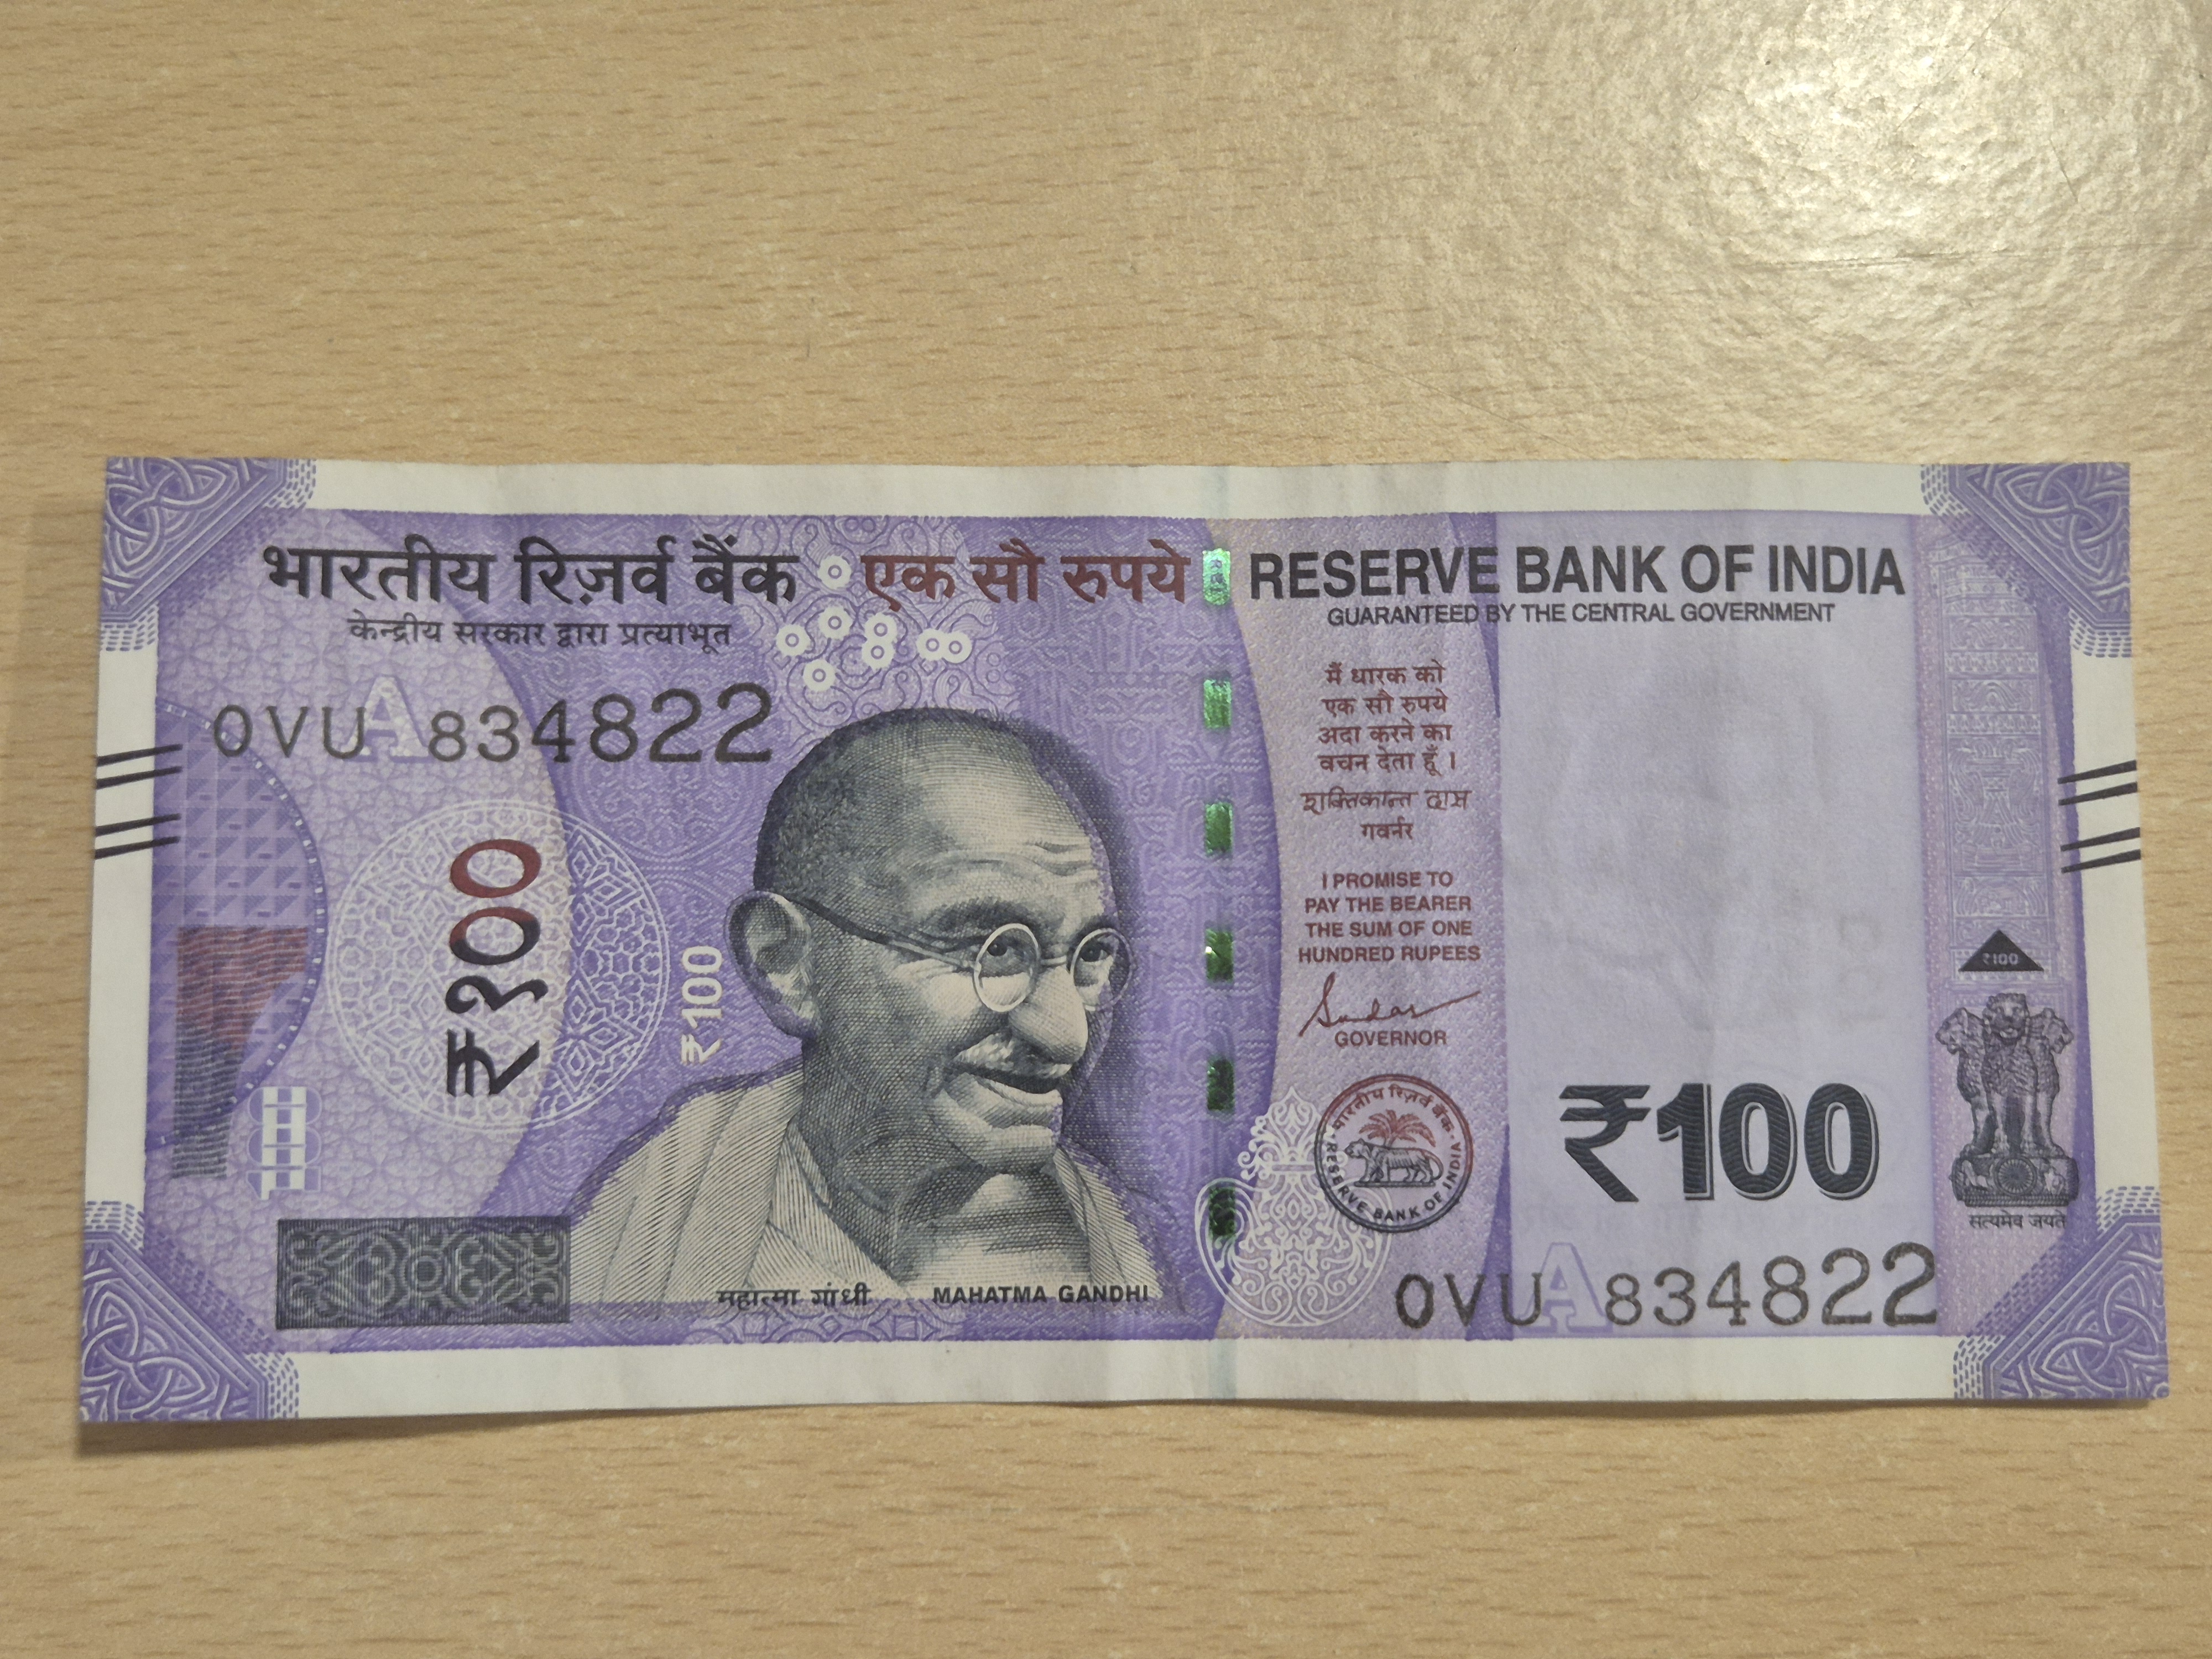 भारतीय रिज़र्व बैंक एक सौ रुपये RESERVE BANK OF INDIA
केन्द्रीय सरकार द्वारा प्रत्याभूत
GUARANTEED BY THE CENTRAL GOVERNMENT
0VU A 834822
₹१००
₹100
मैं धारक को
एक सौ रुपये
अदा करने का
वचन देता हूँ ।
शक्तिकान्त दास
गवर्नर
I PROMISE TO
PAY THE BEARER
THE SUM OF ONE
HUNDRED RUPEES
GOVERNOR
भारतीय रिज़र्व बैंक
RESERVE BANK OF INDIA
₹100
₹100
सत्यमेव जयते
महात्मा गांधी MAHATMA GANDHI
0VU A 834822